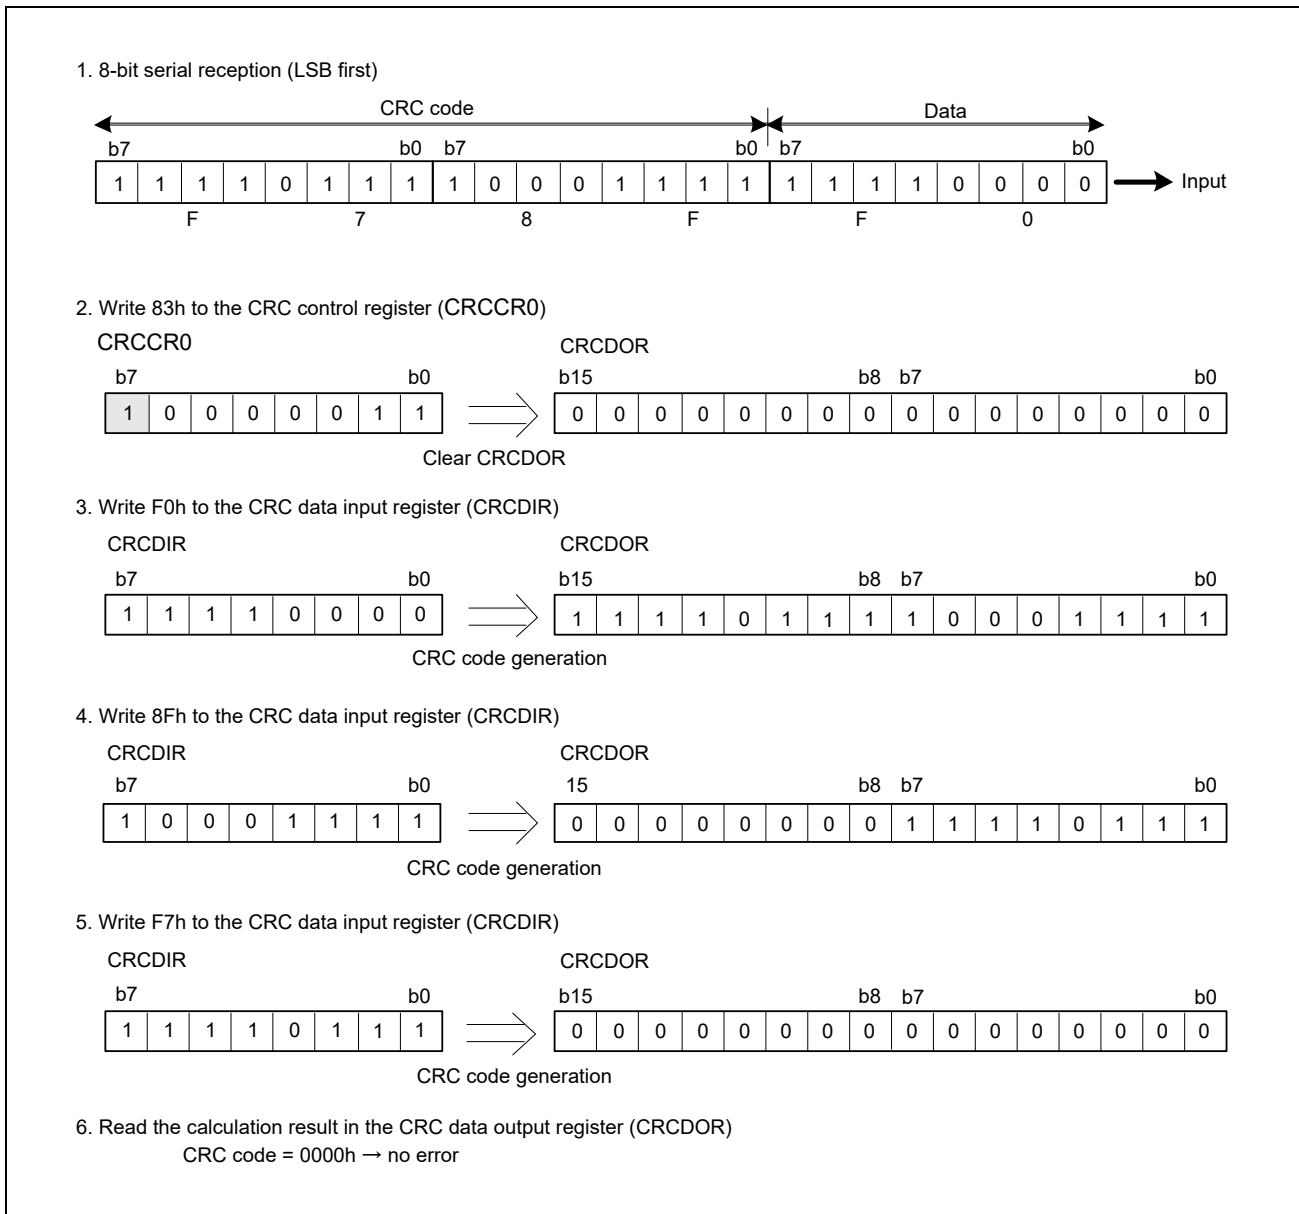 1. 8-bit serial reception (LSB first)
CRC code Data
b7 b0 b7 b0 b7 b0
1 1 1 1 0 1 1 1 1 0 0 0 1 1 1 1 1 1 1 1 0 0 0 0 Input
F 7 8 F F 0
2. Write 83h to the CRC control register (CRCCR0)
CRCCR0 CRCDOR
b7 b0 b15 b8 b7 b0
1 0 0 0 0 0 1 1 0 0 0 0 0 0 0 0 0 0 0 0 0 0 0 0
Clear CRCDOR
3. Write F0h to the CRC data input register (CRCDIR)
CRCDIR CRCDOR
b7 b0 b15 b8 b7 b0
1 1 1 1 0 0 0 0 1 1 1 1 0 1 1 1 1 0 0 0 1 1 1 1
CRC code generation
4. Write 8Fh to the CRC data input register (CRCDIR)
CRCDIR CRCDOR
b7 b0 15 b8 b7 b0
1 0 0 0 1 1 1 1 0 0 0 0 0 0 0 0 1 1 1 1 0 1 1 1
CRC code generation
5. Write F7h to the CRC data input register (CRCDIR)
CRCDIR CRCDOR
b7 b0 b15 b8 b7 b0
1 1 1 1 0 1 1 1 0 0 0 0 0 0 0 0 0 0 0 0 0 0 0 0
CRC code generation
6. Read the calculation result in the CRC data output register (CRCDOR)
CRC code = 0000h → no error